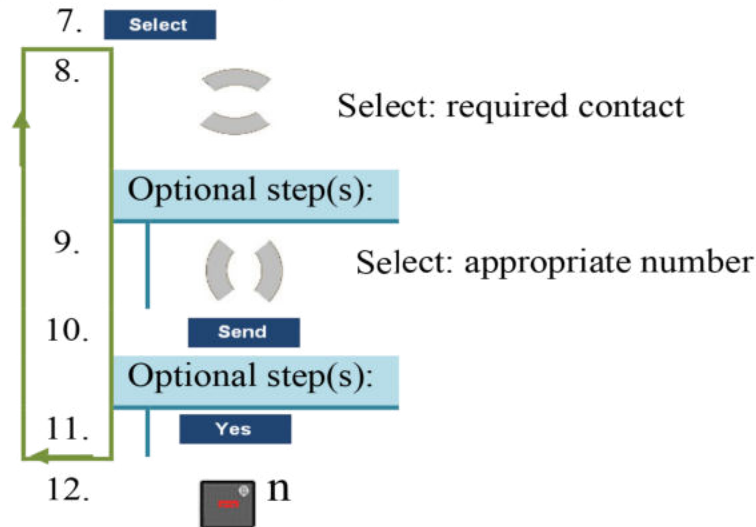 7. Select
8.
Select: required contact
Optional step(s):
9.
Select: appropriate number
10. Send
Optional step(s):
11. Yes
12. n